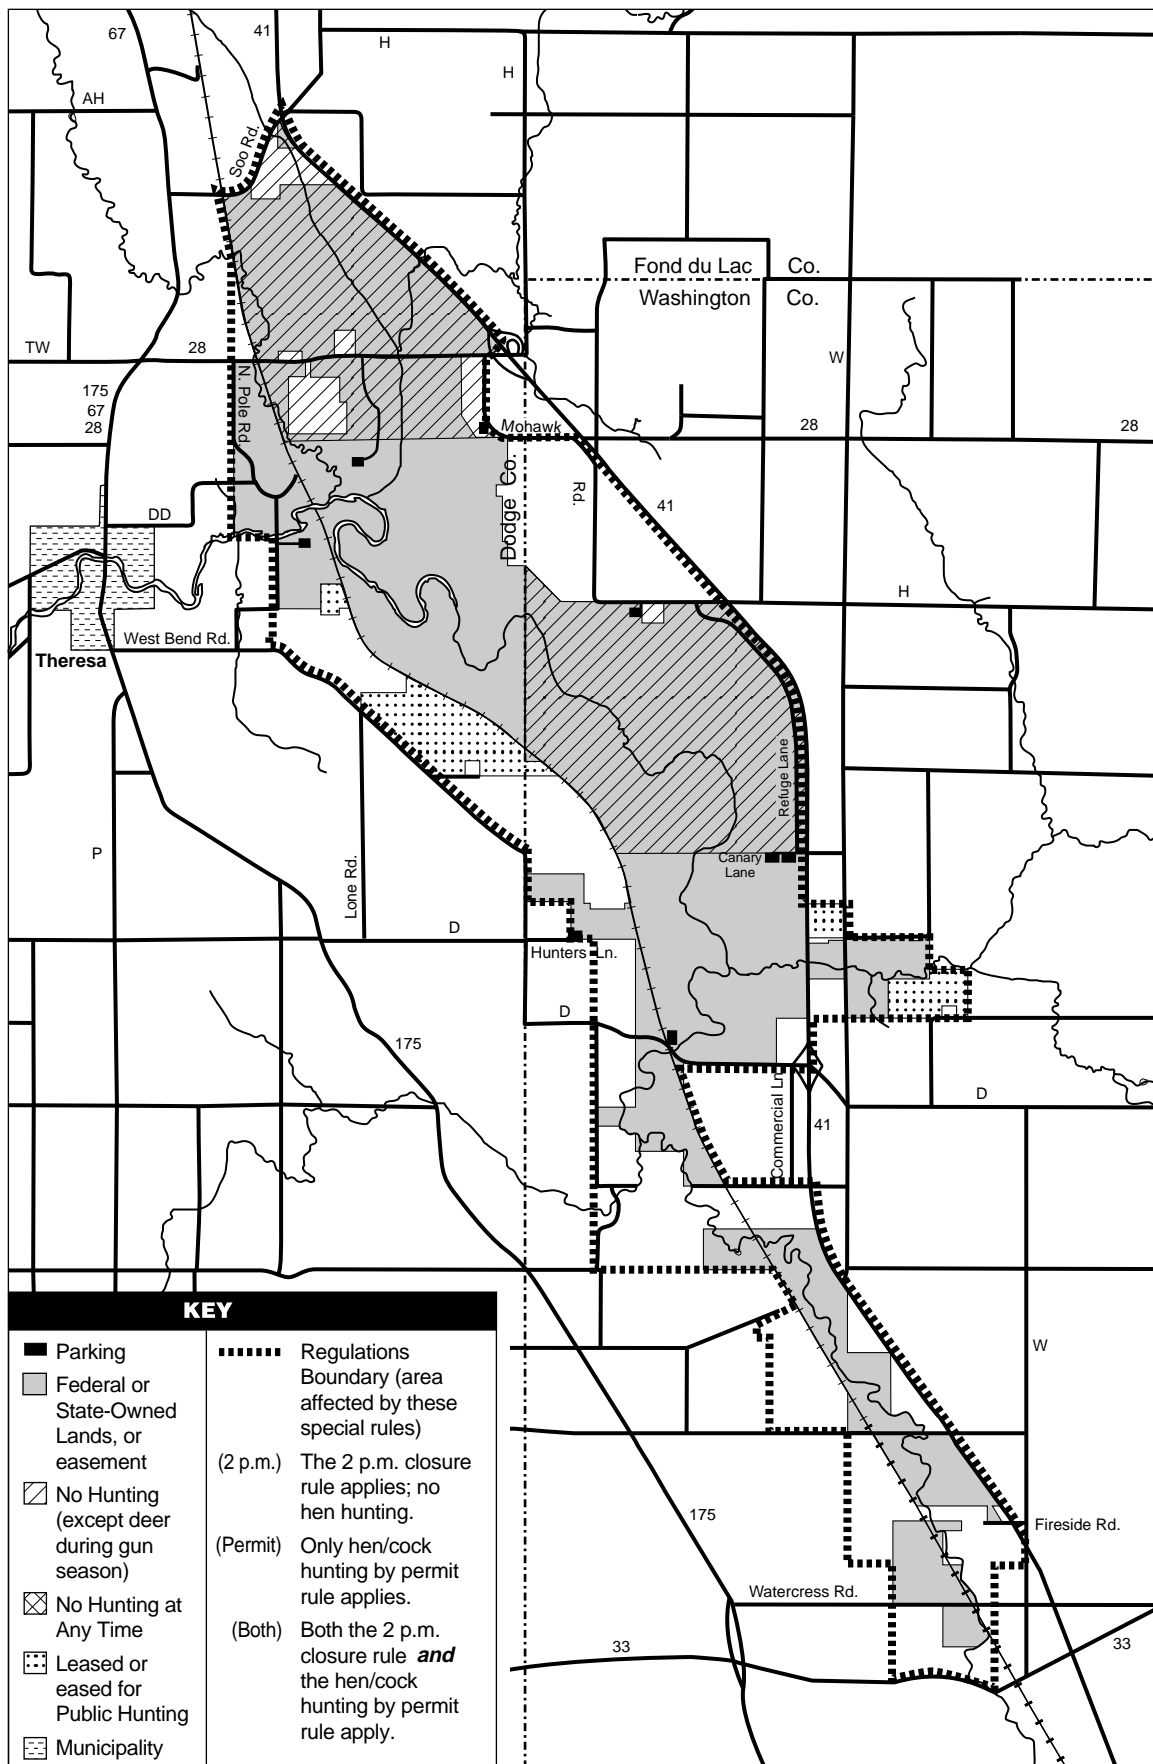 67
41
H
H
AH
Soo Rd.
Fond du Lac Co.
Washington Co.
TW
28
W
175
67
28
N. Pole Rd.
Mohawk
28
28
Dodge Co.
Rd.
41
DD
H
West Bend Rd.
Theresa
Refuge Lane
P
Canary
Lane
Lone Rd.
D
Hunters Ln.
D
175
D
Commercial Ln.
41
W
175
Fireside Rd.
Watercress Rd.
33
33
KEY
Parking
Federal or
State-Owned
Lands, or
easement
No Hunting
(except deer
during gun
season)
No Hunting at
Any Time
Leased or
eased for
Public Hunting
Municipality
Regulations
Boundary (area
affected by these
special rules)
(2 p.m.) The 2 p.m. closure
rule applies; no
hen hunting.
(Permit) Only hen/cock
hunting by permit
rule applies.
(Both) Both the 2 p.m.
closure rule and
the hen/cock
hunting by permit
rule apply.